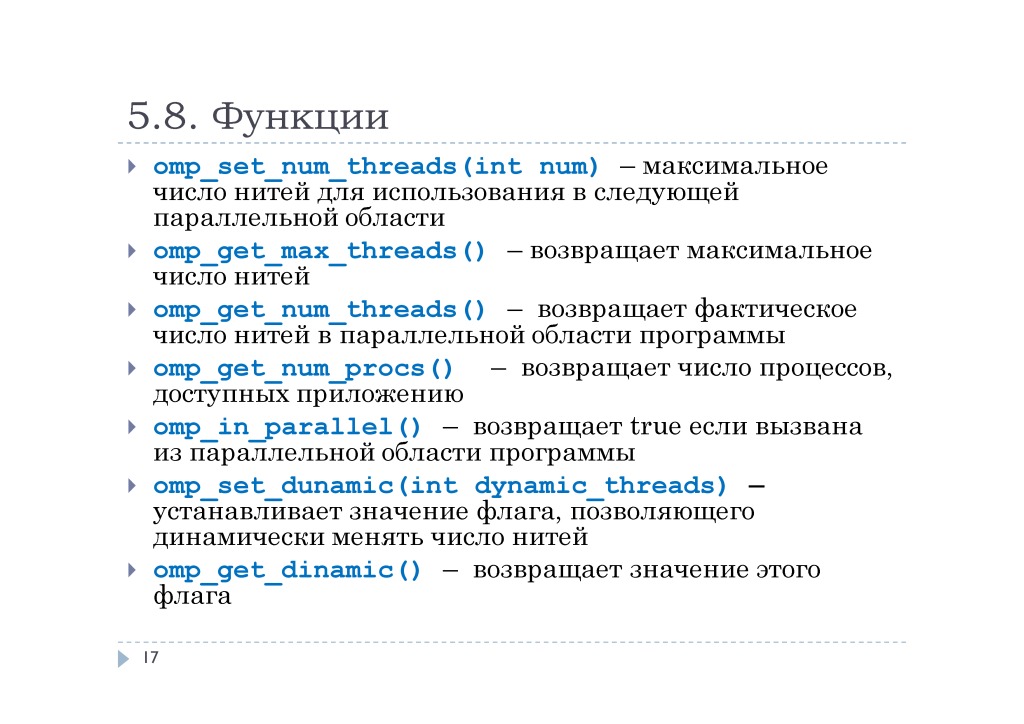 5.8. Функции
omp_set_num_threads(int num) – максимальное
число нитей для использования в следующей
параллельной области
omp_get_max_threads() – возвращает максимальное
число нитей
omp_get_num_threads() – возвращает фактическое
число нитей в параллельной области программы
omp_get_num_procs() – возвращает число процессов,
доступных приложению
omp_in_parallel() – возвращает true если вызвана
из параллельной области программы
omp_set_dunamic(int dynamic_threads) –
устанавливает значение флага, позволяющего
динамически менять число нитей
omp_get_dinamic() – возвращает значение этого
флага
17